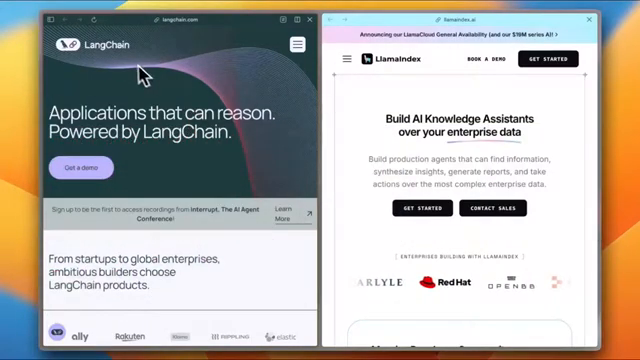 langchain.com
LangChain
Applications that can reason.
Powered by LangChain.
Get a demo
Sign up to be the first to access recordings from Interrupt, The AI Agent
Conference!
Learn
More
From startups to global enterprises,
ambitious builders choose
LangChain products.
ally
Rakuten
Klarna
RIPPLING
elastic
llamaindex.ai
Announcing our LlamaCloud General Availability (and our $19M series A)! >
LlamaIndex
BOOK A DEMO
GET STARTED
Build AI Knowledge Assistants
over your enterprise data
Build production agents that can find information,
synthesize insights, generate reports, and take
actions over the most complex enterprise data.
GET STARTED
CONTACT SALES
[ ENTERPRISES BUILDING WITH LLAMAINDEX ]
ARLYLE
Red Hat
OPENBB